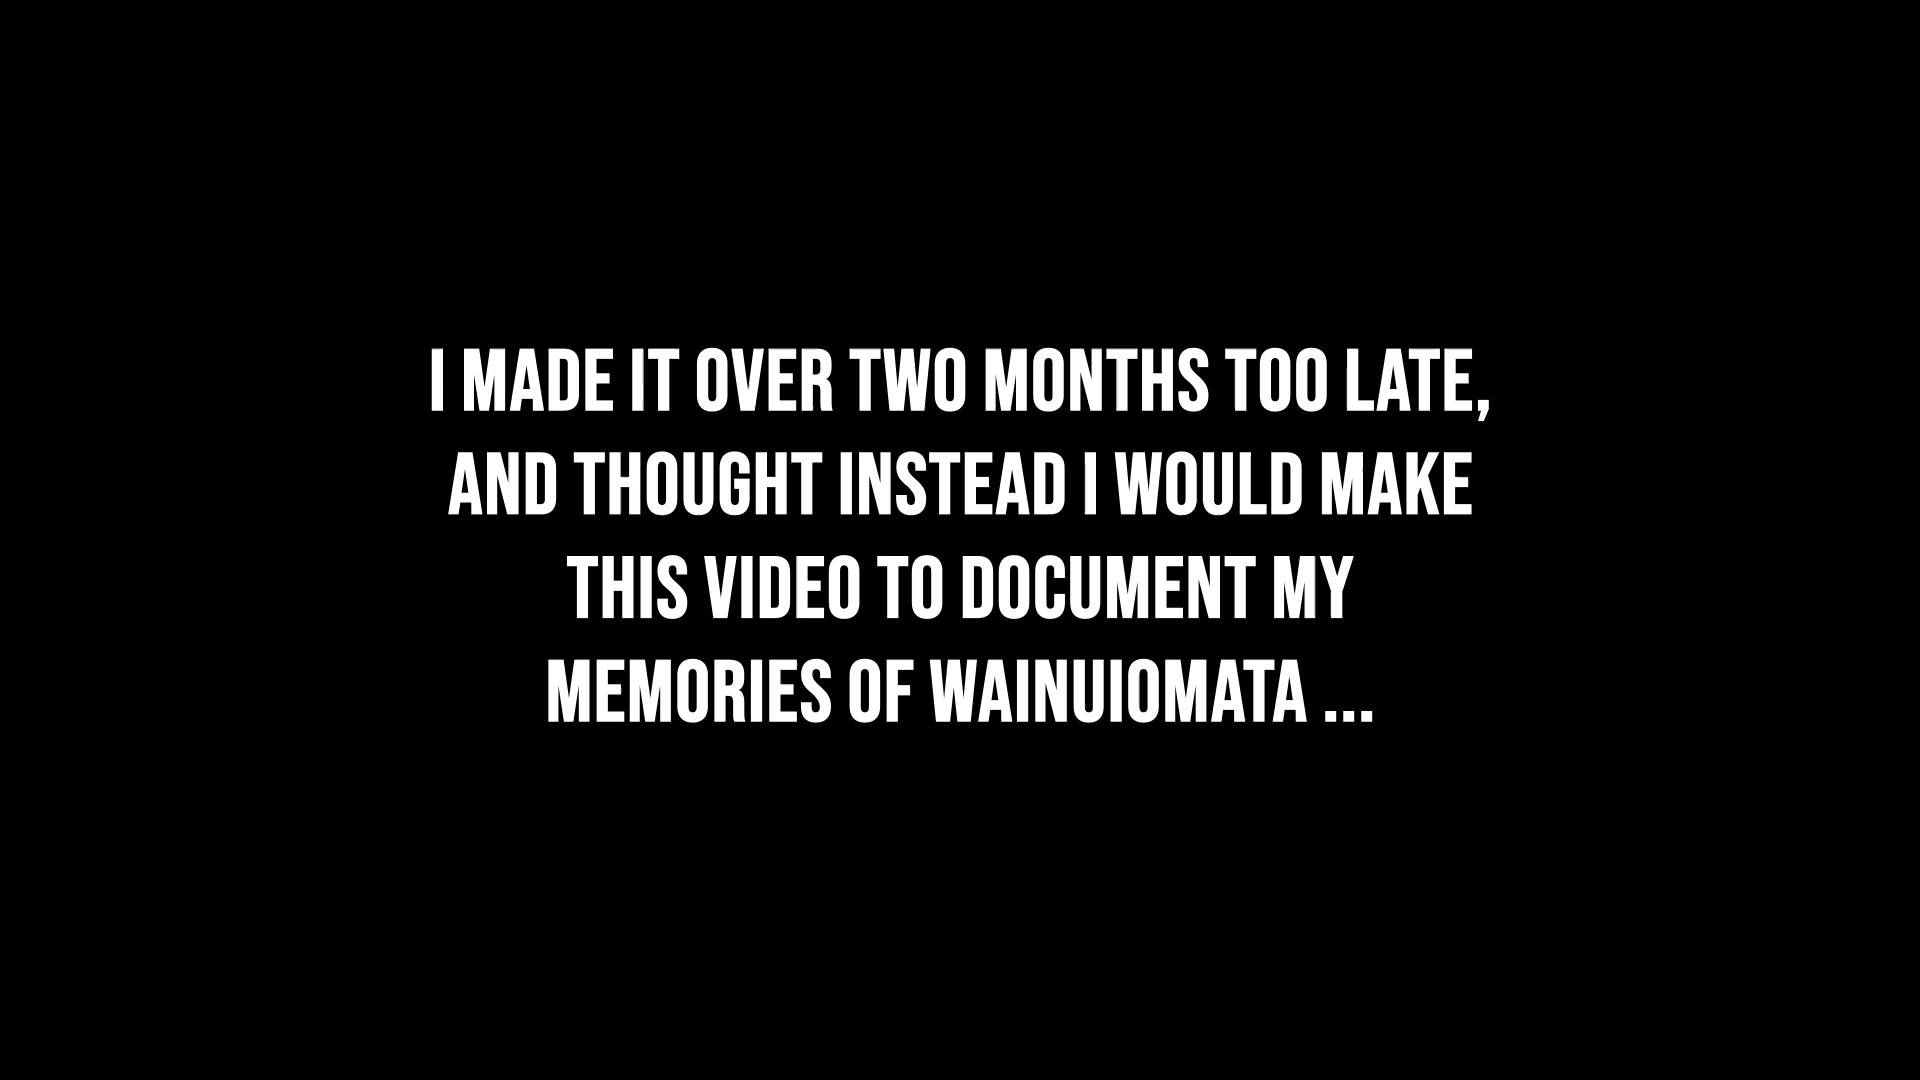 I MADE IT OVER TWO MONTHS TOO LATE,
AND THOUGHT INSTEAD I WOULD MAKE
THIS VIDEO TO DOCUMENT MY
MEMORIES OF WAINUIOMATA ...